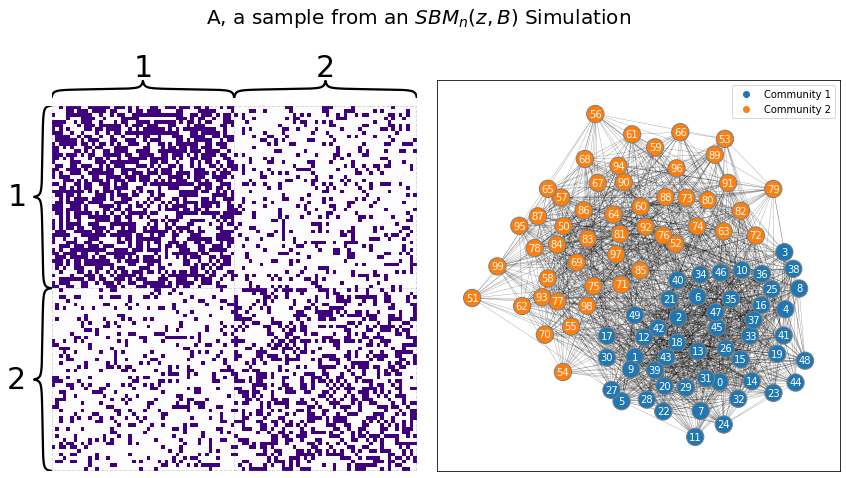 A, a sample from an $SBM_n(z, B)$ Simulation
1 2
1
2
Community 1
Community 2
56
61 66 53
59
89
68 94 96
67 90 91
65 79
57 88 73 80
86 60 82
87 64
95 50 92 74 63
83 81 76 72
78 84 52
97 3
69
99 85 34 46 10 36 38
58 75 71 40
25 8
51 93 77 21 6 35
62 98 16 4
49 2 47 37
55 42 45
70 17 12 33 41
18 26
30 1 43 13 15 19 48
9 39
54 31 0 14 44
20 29
27 28 32 23
5
22 7
24
11